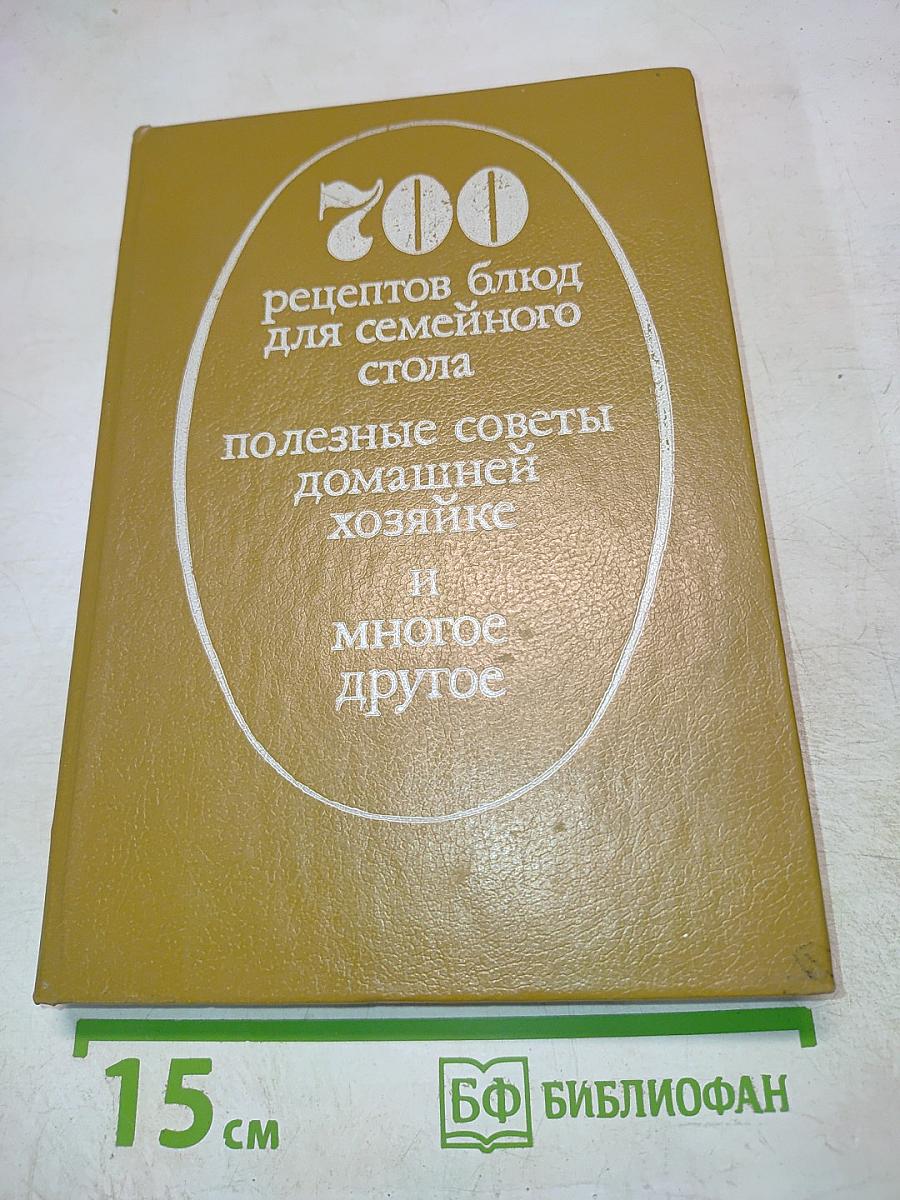 700
рецептов блюд
для семейного
стола
полезные советы
домашней
хозяйке
и
многое
другое
15 см
БФ БИБЛИОФАН